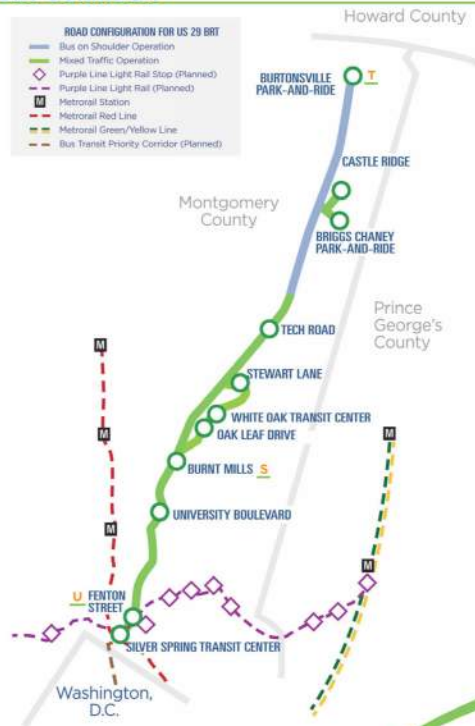 Howard County
ROAD CONFIGURATION FOR US 29 BRT
Bus on Shoulder Operation
Mixed Traffic Operation
Purple Line Light Rail Stop (Planned)
Purple Line Light Rail (Planned)
M Metrorail Station
Metrorail Red Line
Metrorail Green/Yellow Line
Bus Transit Priority Corridor (Planned)
BURTONSVILLE
PARK-AND-RIDE
T
CASTLE RIDGE
Montgomery
County
BRIGGS CHANEY
PARK-AND-RIDE
Prince
George's
County
TECH ROAD
M
STEWART LANE
WHITE OAK TRANSIT CENTER
OAK LEAF DRIVE
M
M
BURNT MILLS S
UNIVERSITY BOULEVARD
M
M
U FENTON
STREET
SILVER SPRING TRANSIT CENTER
Washington,
D.C.